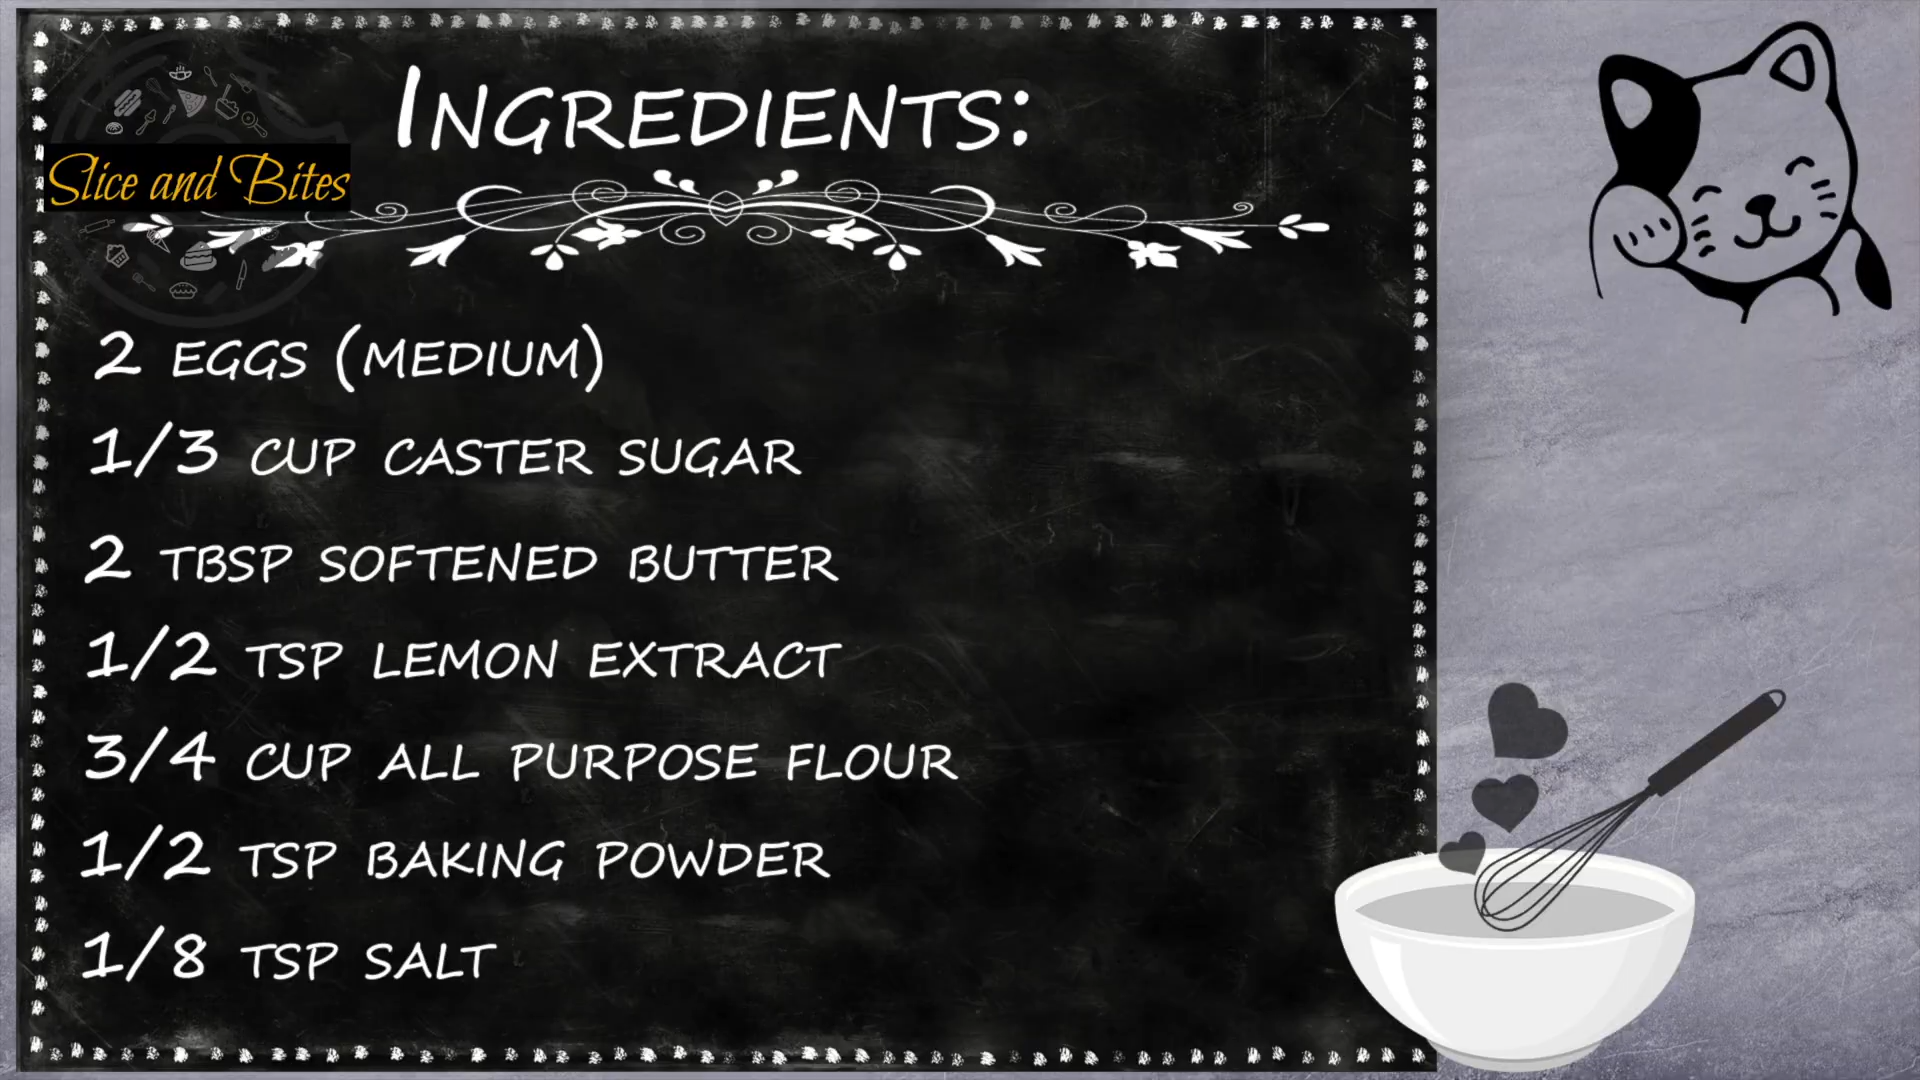 INGREDIENTS:
Slice and Bites
2 EGGS (MEDIUM)
1/3 CUP CASTER SUGAR
2 TBSP SOFTENED BUTTER
1/2 TSP LEMON EXTRACT
3/4 CUP ALL PURPOSE FLOUR
1/2 TSP BAKING POWDER
1/8 TSP SALT